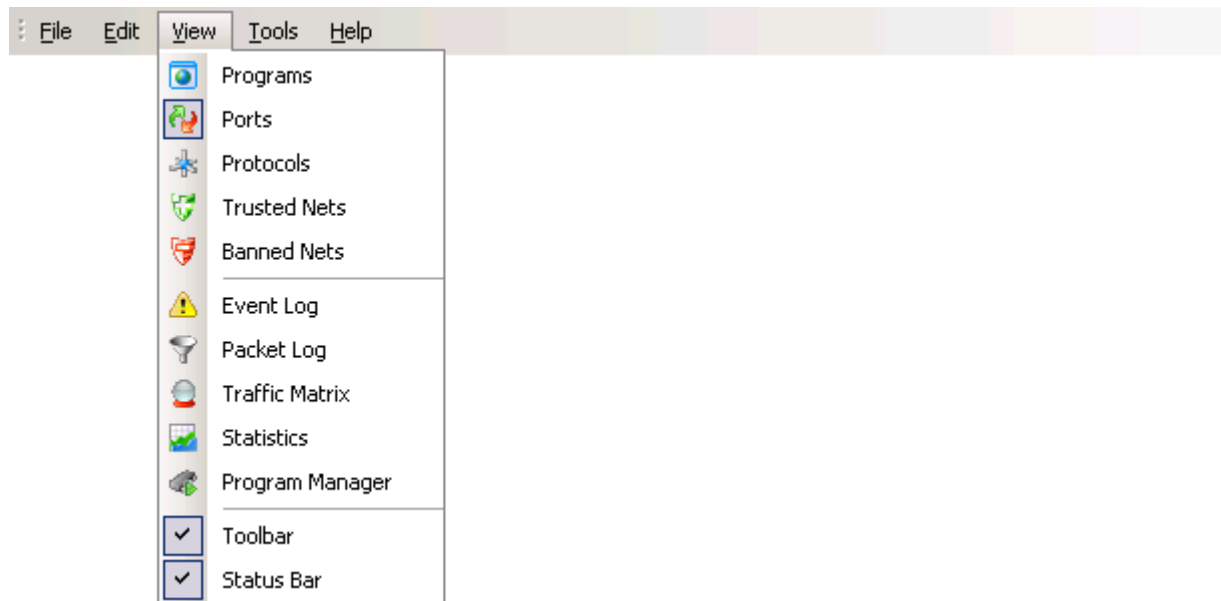 File Edit View Tools Help
Programs
Ports
Protocols
Trusted Nets
Banned Nets
Event Log
Packet Log
Traffic Matrix
Statistics
Program Manager
Toolbar
Status Bar